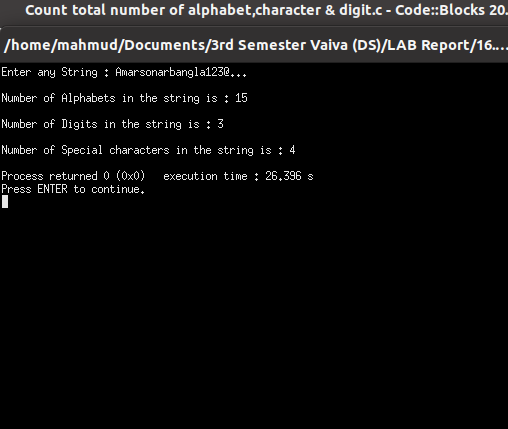 Count total number of alphabet,character & digit.c - Code::Blocks 20.
/home/mahmud/Documents/3rd Semester Vaiva (DS)/LAB Report/16....
Enter any String : Amarsonarbangla123@...
Number of Alphabets in the string is : 15
Number of Digits in the string is : 3
Number of Special characters in the string is : 4
Process returned 0 (0x0)   execution time : 26.396 s
Press ENTER to continue.